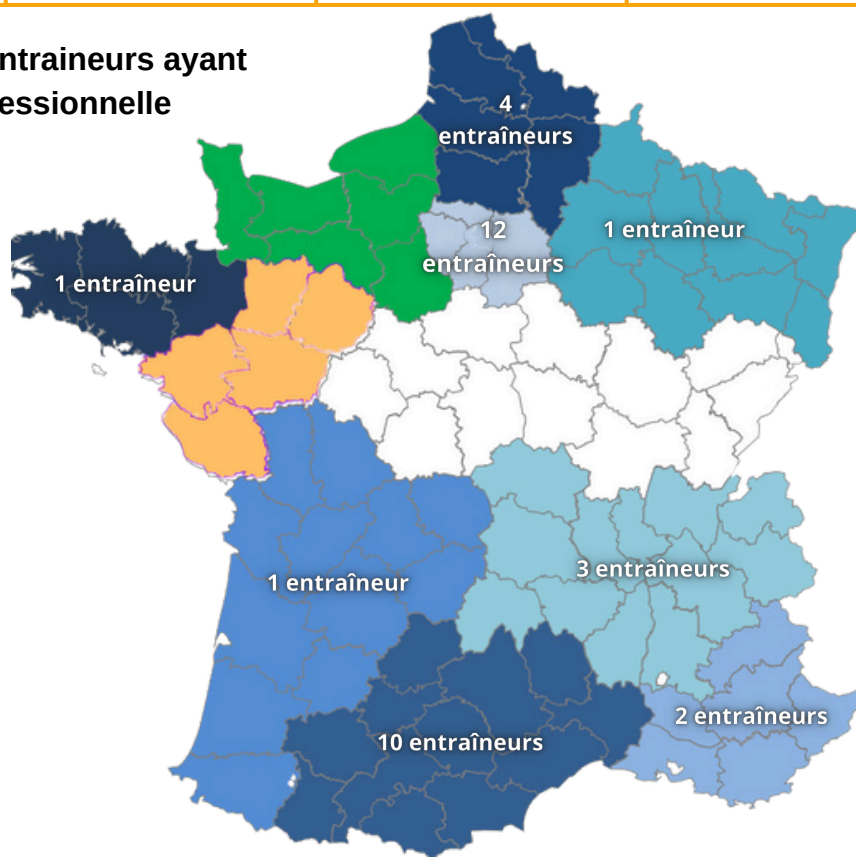 ntraineurs ayant
essionnelle
4
entraîneurs
12
entraîneurs
1 entraîneur
1 entraîneur
1 entraîneur
3 entraîneurs
2 entraîneurs
10 entraîneurs